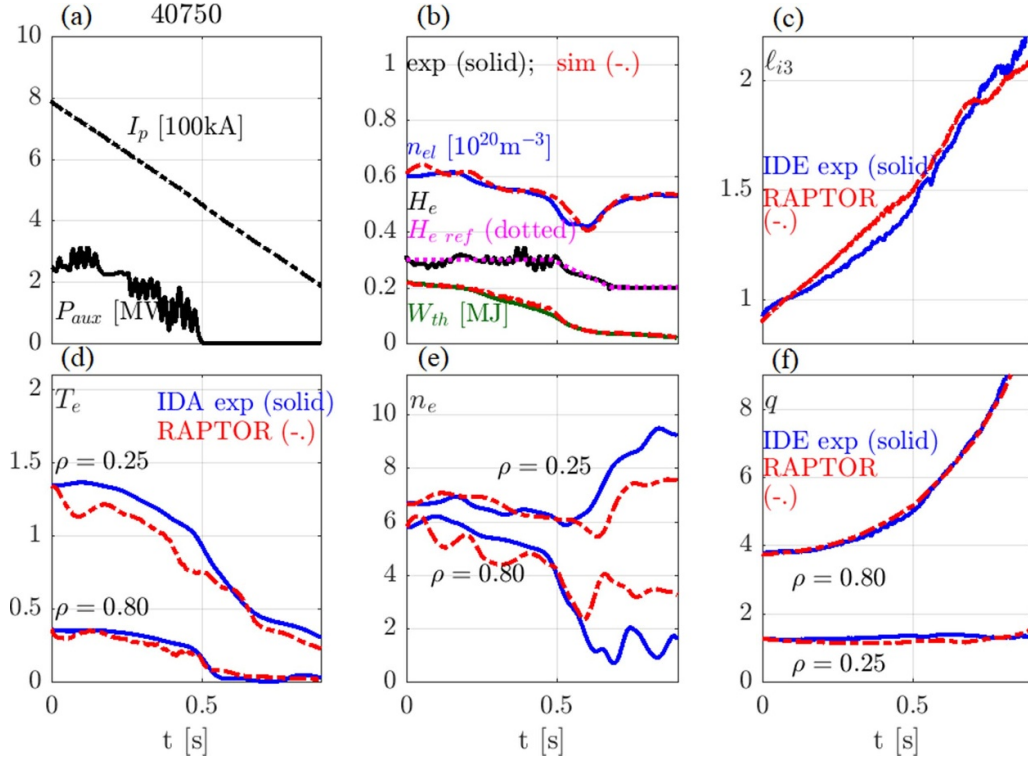 (a)
40750
10
8
6
4
2
0
I_p [100kA]
P_aux [MW
(b)
1
0.8
0.6
0.4
0.2
0
exp (solid); sim (-.)
n_el [10^20m^-3]
H_e
H_e ref (dotted)
W_th [MJ]
(c)
2
1.5
1
ℓ_i3
IDE exp (solid)
RAPTOR
(-.)
(d)
2
1.5
1
0.5
0
T_e
IDA exp (solid)
RAPTOR (-.)
ρ = 0.25
ρ = 0.80
0 0.5
t [s]
(e)
10
8
6
4
2
0
n_e
ρ = 0.25
ρ = 0.80
0 0.5
t [s]
(f)
8
6
4
2
0
q
IDE exp (solid)
RAPTOR
(-.)
ρ = 0.80
ρ = 0.25
0 0.5
t [s]